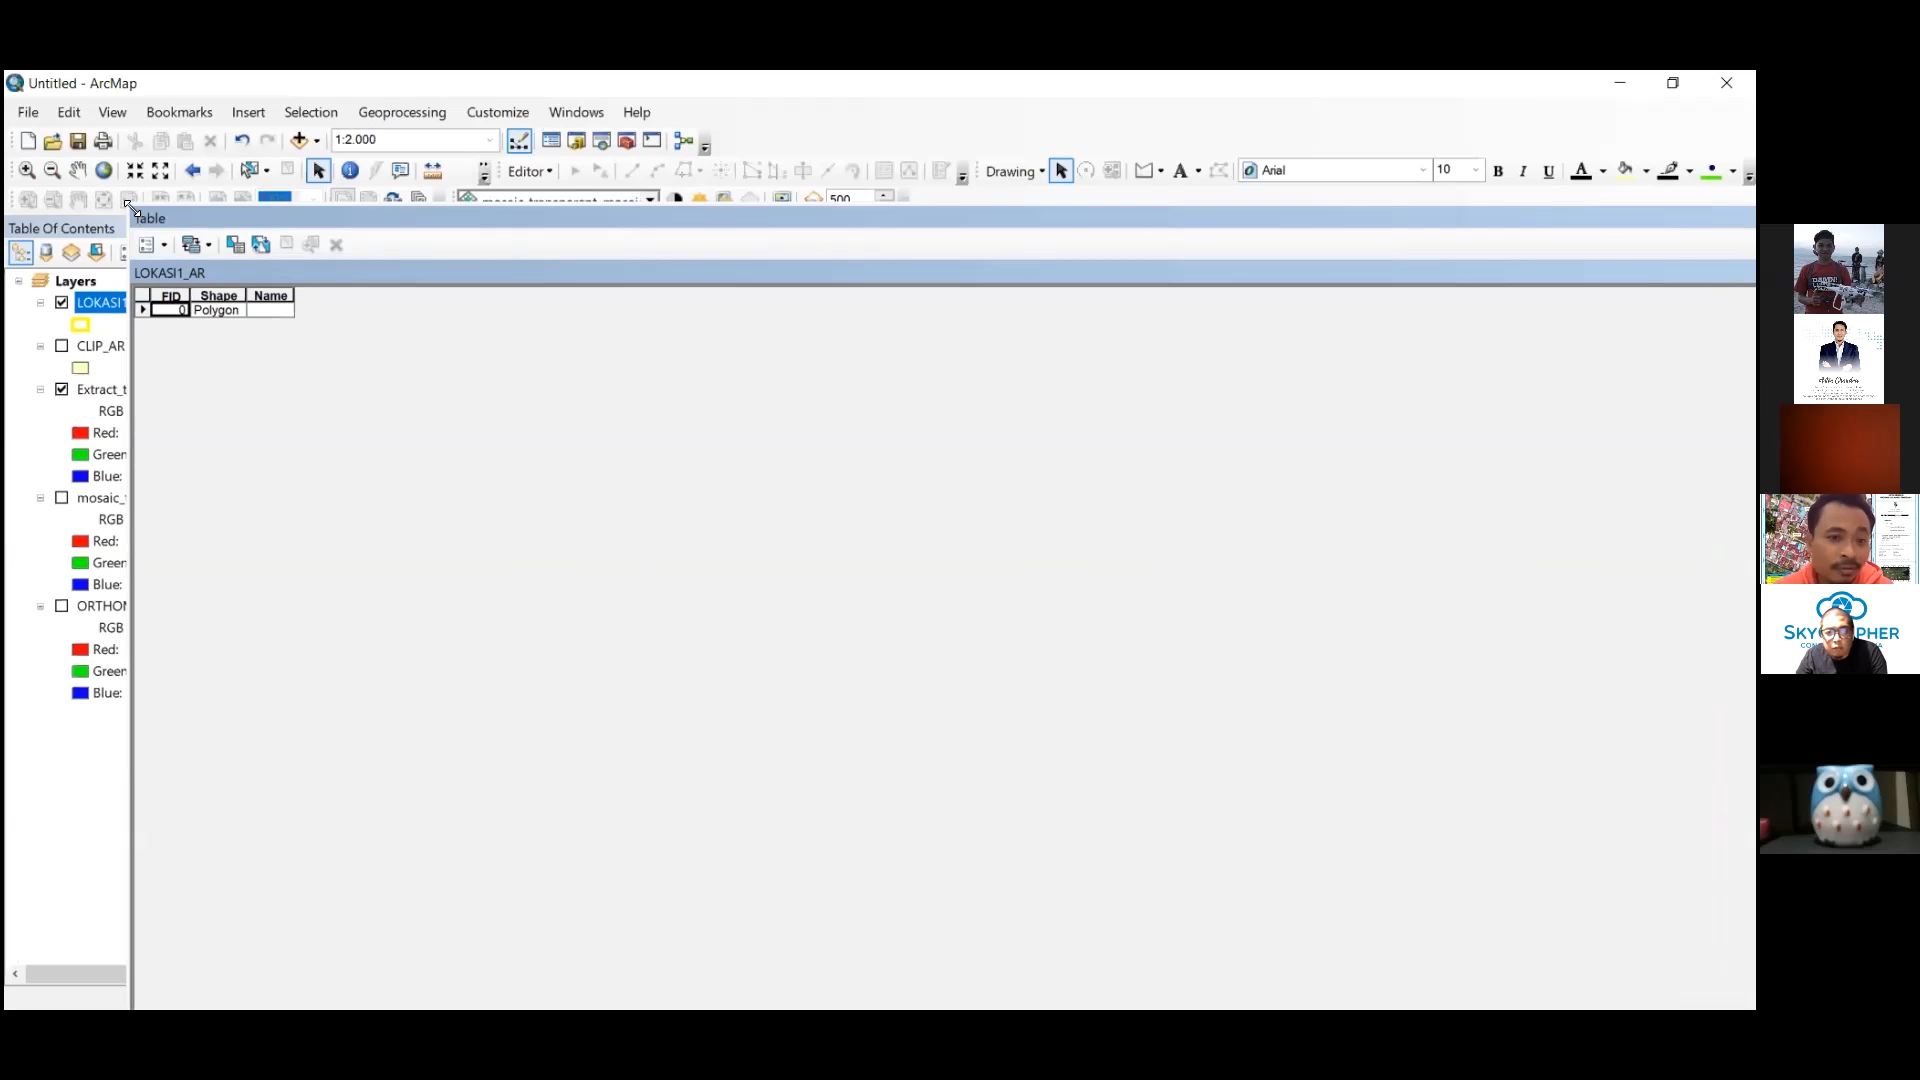 Untitled - ArcMap
File Edit View Bookmarks Insert Selection Geoprocessing Customize Windows Help
1:2.000
Editor Drawing Arial 10 B I U A
500
Table
Table Of Contents
LOKASI1_AR
Layers
FID Shape Name
0 Polygon
LOKASI1
CLIP_AR
Extract_t
RGB
Red:
Green
Blue:
mosaic_
RGB
Red:
Green
Blue:
ORTHO
RGB
Red:
Green
Blue: